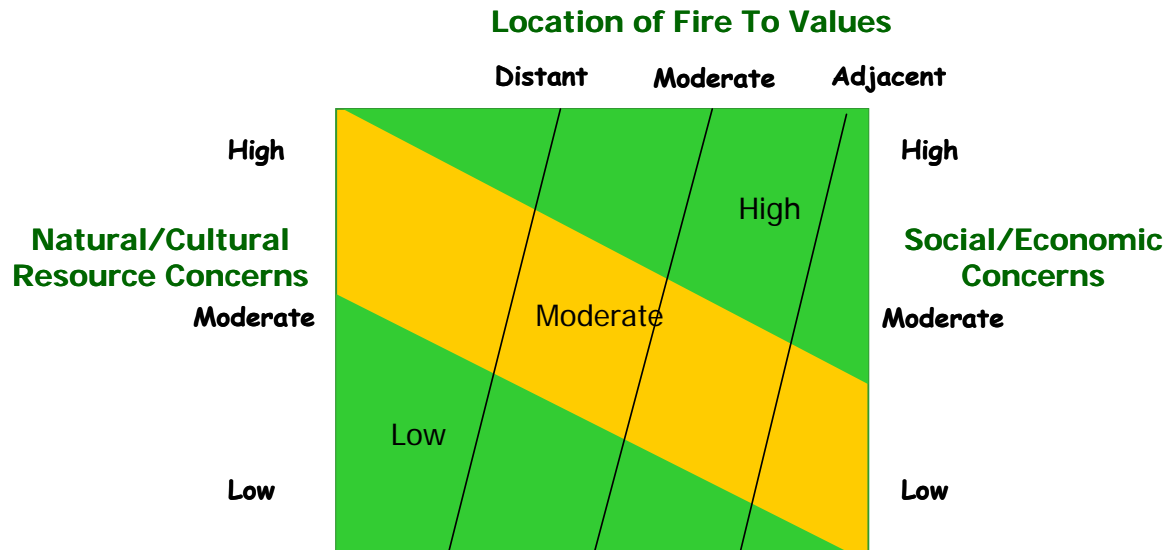 Location of Fire To Values
Distant
Moderate
Adjacent
High
High
High
Natural/Cultural
Resource Concerns
Social/Economic
Concerns
Moderate
Moderate
Moderate
Low
Low
Low